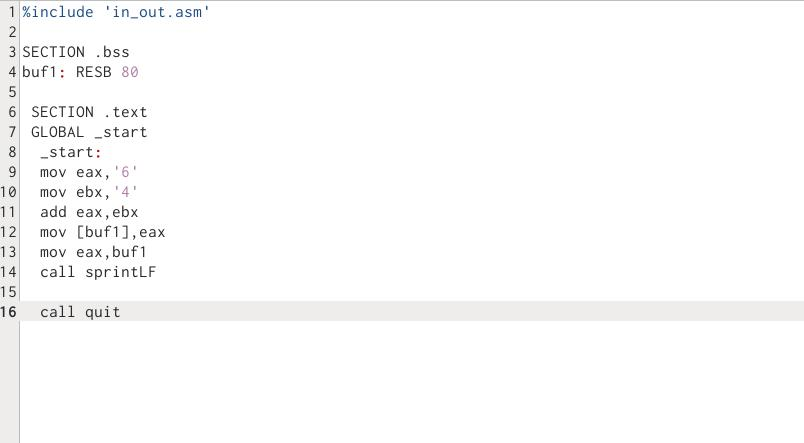 1 %include 'in_out.asm'
2
3 SECTION .bss
4 buf1: RESB 80
5
6 SECTION .text
7 GLOBAL _start
8 _start:
9 mov eax,'6'
10 mov ebx,'4'
11 add eax,ebx
12 mov [buf1],eax
13 mov eax,buf1
14 call sprintLF
15
16 call quit